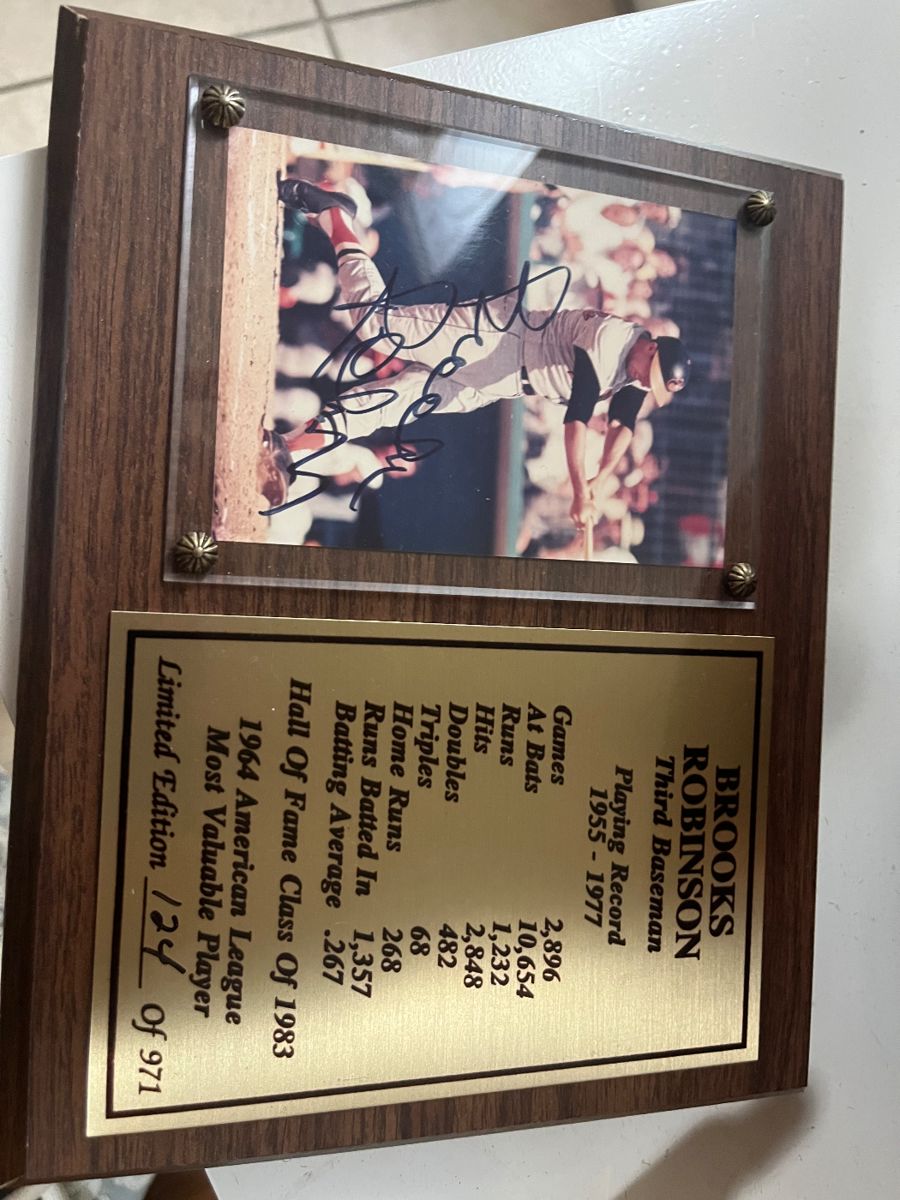 Brooks
Robinson
BROOKS
ROBINSON
Third Baseman
Playing Record
1955 - 1977
Games 2,896
At Bats 10,654
Runs 1,232
Hits 2,848
Doubles 482
Triples 68
Home Runs 268
Runs Batted In 1,357
Batting Average .267
Hall Of Fame Class Of 1983
1964 American League
Most Valuable Player
Limited Edition 124 Of 971